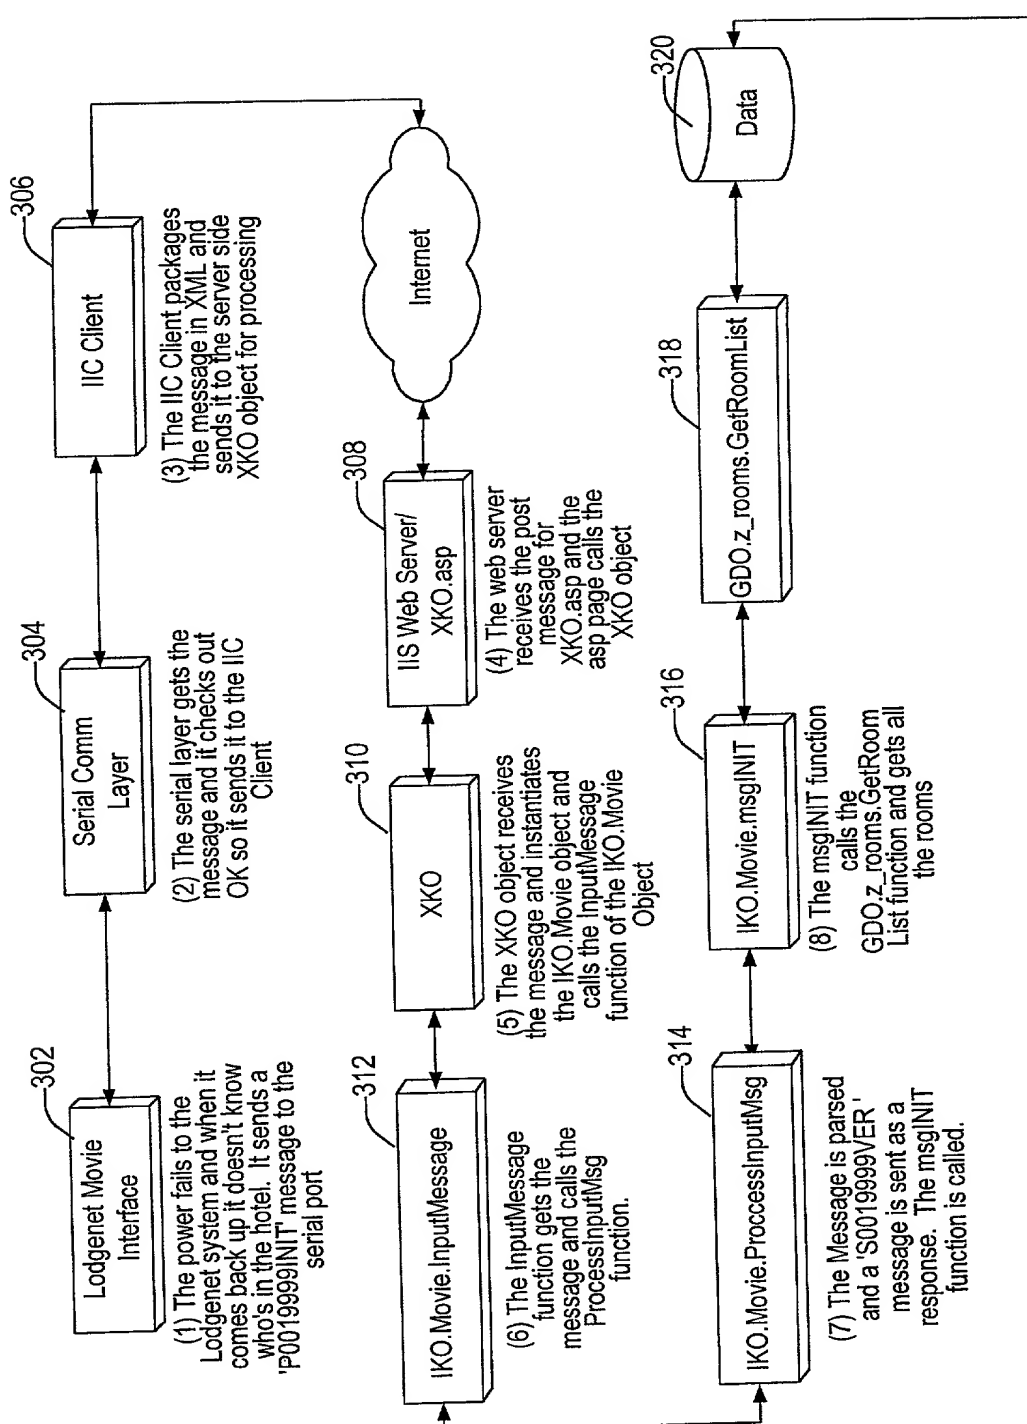 302
Lodgenet Movie
Interface
(1) The power fails to the
Lodgenet system and when it
comes back up it doesn't know
who's in the hotel. It sends a
'P0019999INIT' message to the
serial port
304
Serial Comm
Layer
(2) The serial layer gets the
message and it checks out
OK so it sends it to the IIC
Client
306
IIC Client
(3) The IIC Client packages
the message in XML and
sends it to the server side
XKO object for processing
Internet
308
IIS Web Server/
XKO.asp
(4) The web server
receives the post
message for
XKO.asp and the
asp page calls the
XKO object
310
XKO
(5) The XKO object receives
the message and instantiates
the IKO.Movie object and
calls the InputMessage
function of the IKO.Movie
Object
312
IKO.Movie.InputMessage
(6) The InputMessage
function gets the
message and calls the
ProcessInputMsg
function.
314
IKO.Movie.ProccessInputMsg
(7) The Message is parsed
and a 'S0019999VER '
message is sent as a
response. The msgINIT
function is called.
316
IKO.Movie.msgINIT
(8) The msgINIT function
calls the
GDO.z_rooms.GetRoom
List function and gets all
the rooms
318
GDO.z_rooms.GetRoomList
320
Data